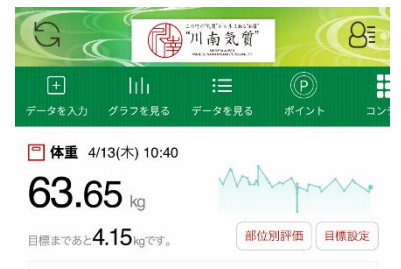 "川南気質"
データを入力
グラフを見る
データを見る
P
ポイント
コン
体重 4/13(木) 10:40
63.65 kg
目標まであと4.15kgです。
部位別評価
目標設定